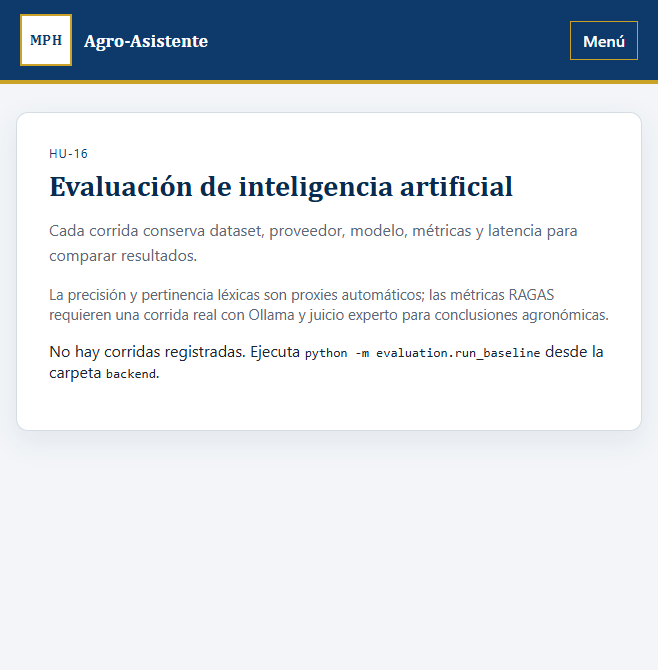 MPH
Agro-Asistente
Menú
HU-16
Evaluación de inteligencia artificial
Cada corrida conserva dataset, proveedor, modelo, métricas y latencia para
comparar resultados.
La precisión y pertinencia léxicas son proxies automáticos; las métricas RAGAS
requieren una corrida real con Ollama y juicio experto para conclusiones agronómicas.
No hay corridas registradas. Ejecuta python -m evaluation.run_baseline desde la
carpeta backend.